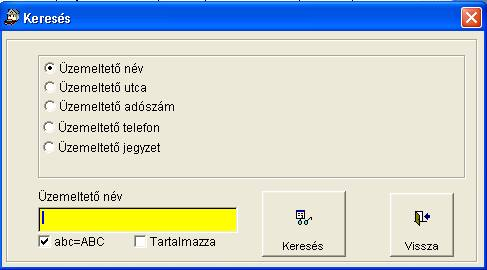 Keresés
Üzemeltető név
Üzemeltető utca
Üzemeltető adószám
Üzemeltető telefon
Üzemeltető jegyzet
Üzemeltető név
abc=ABC
Tartalmazza
Keresés
Vissza